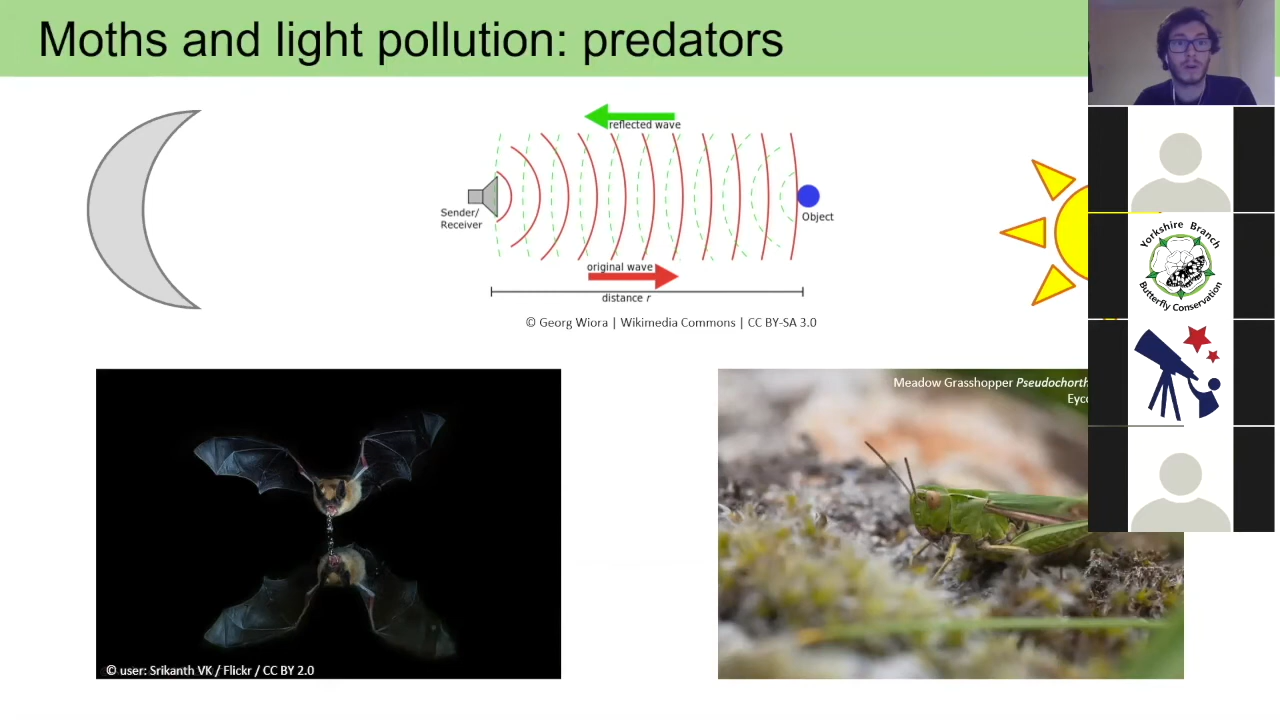 Moths and light pollution: predators
reflected wave
Sender/
Receiver
Object
original wave
distance r
© Georg Wiora | Wikimedia Commons | CC BY-SA 3.0
Yorkshire Branch
Butterfly Conservation
Meadow Grasshopper Pseudochorth
Eyco
© user: Srikanth VK / Flickr / CC BY 2.0